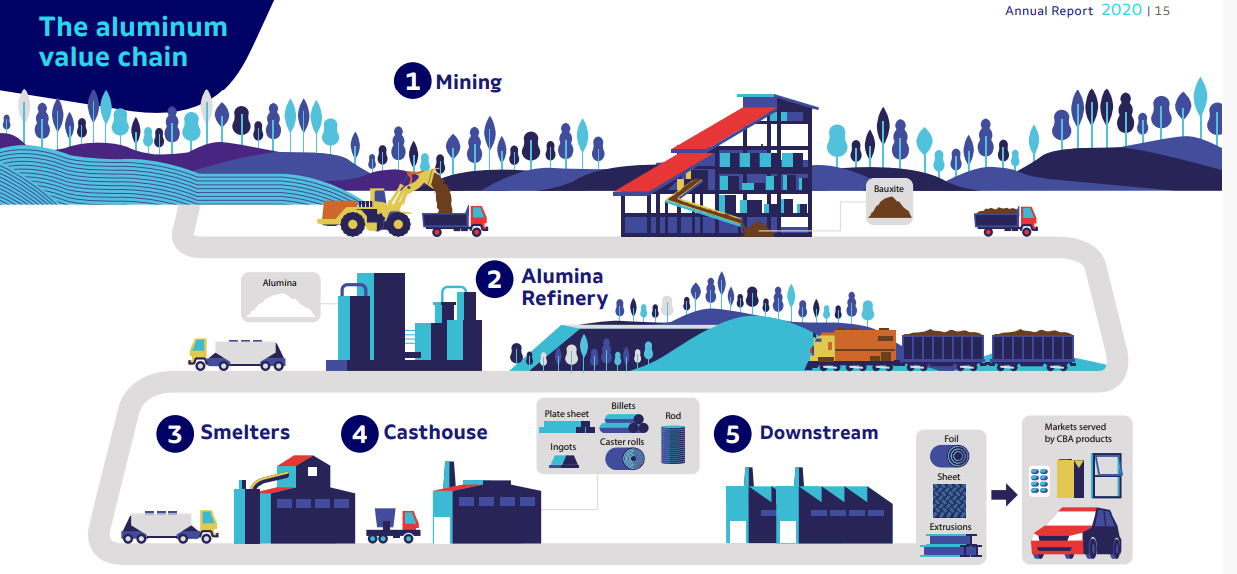 The aluminum
value chain
Annual Report 2020 | 15
1 Mining
Bauxite
2 Alumina
Refinery
Alumina
3 Smelters
4 Casthouse
Plate sheet
Billets
Rod
Ingots
Caster rolls
5 Downstream
Foil
Sheet
Extrusions
Markets served
by CBA products